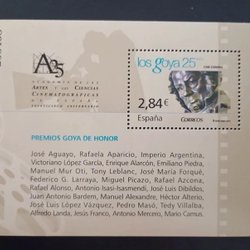 A25
ACADEMIA DE LAS
ARTES Y LAS CIENCIAS
CINEMATOGRÁFICAS
DE ESPAÑA
los goya 25
2,84€
España
CORREOS
PREMIOS GOYA DE HONOR
José Aguayo, Rafaela Aparicio, Imperio Argentina,
Victoriano López García, Enrique Alarcón, Emiliano Piedra,
Manuel Mur Oti, Tony Leblanc, José María Forqué,
Federico G. Larraya, Miguel Picazo, Rafael Azcona,
Rafael Alonso, Antonio Isasi-Isasmendi, José Luis Dibildos,
Juan Antonio Bardem, Manuel Alexandre, Héctor Alterio,
José Luis López Vázquez, Pedro Masó, Tedy Villalba,
Alfredo Landa, Jesús Franco, Antonio Mercero, Mario Camus